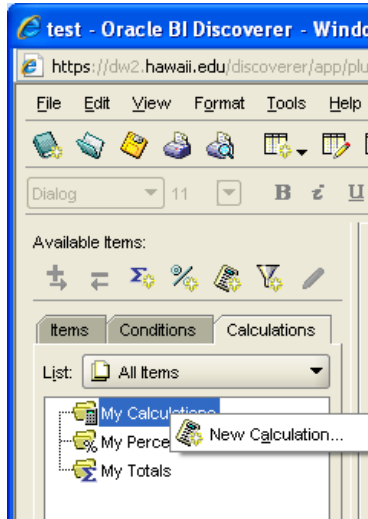 test - Oracle BI Discoverer - Windo
https://dw2.hawaii.edu/discoverer/app/plu
File Edit View Format Tools Help
Dialog 11 B i U
Available Items:
Items Conditions Calculations
List: All Items
My Calculations
New Calculation...
My Perce
My Totals